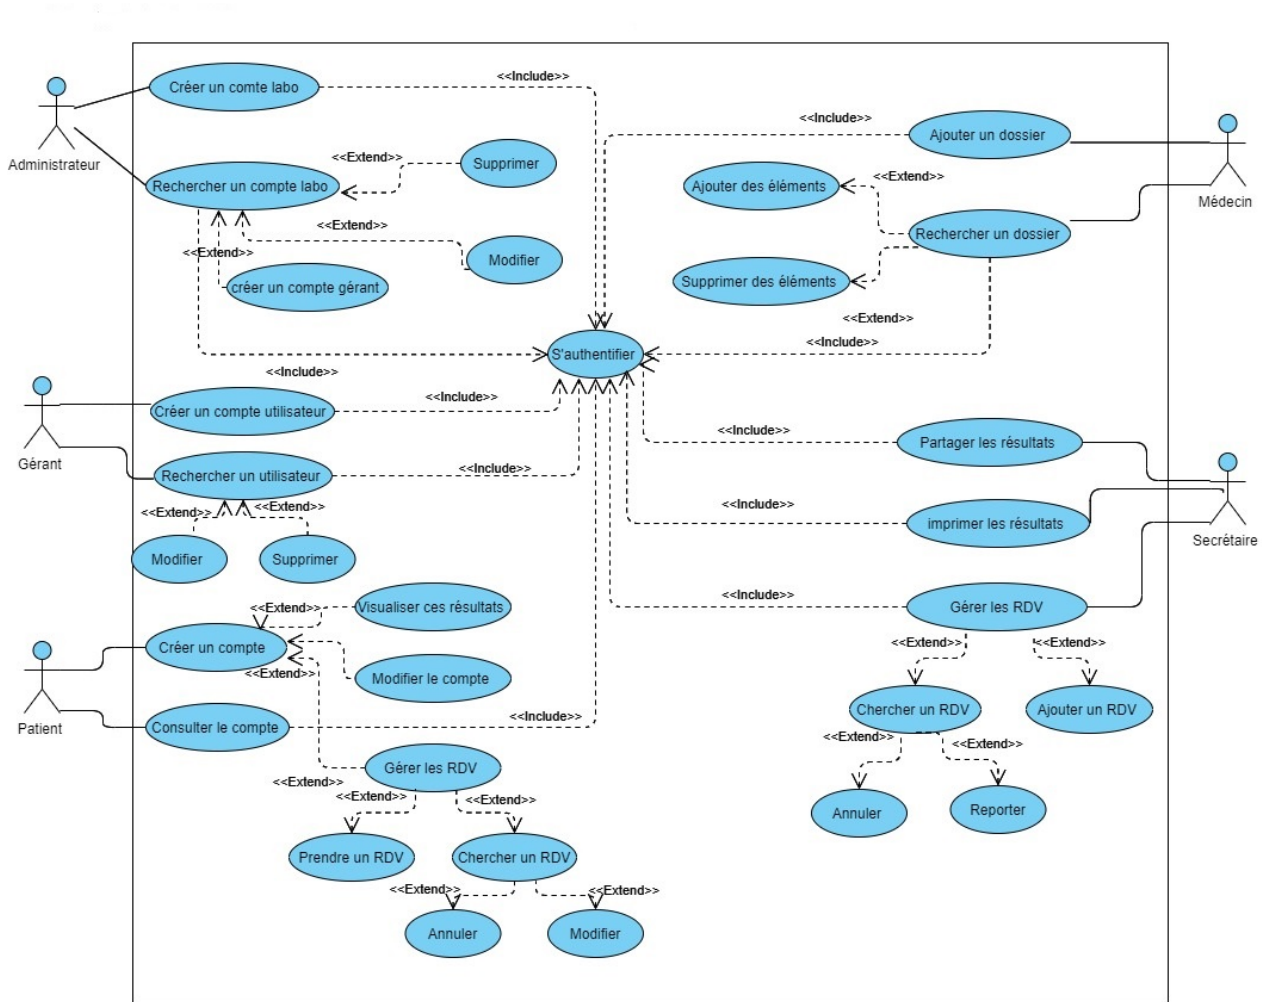 <<Include>>
Créer un comte labo
Administrateur
<<Include>>
Ajouter un dossier
<<Extend>>
Supprimer
Rechercher un compte labo
<<Extend>>
Ajouter des éléments
Médecin
<<Extend>>
<<Extend>>
Rechercher un dossier
Modifier
créer un compte gérant
Supprimer des éléments
<<Extend>>
<<Include>>
S'authentifier
<<Include>>
<<Include>>
Créer un compte utilisateur
<<Include>>
Partager les résultats
Gérant
Rechercher un utilisateur
<<Include>>
<<Extend>>
<<Extend>>
<<Include>>
imprimer les résultats
Secrétaire
Modifier
Supprimer
<<Include>>
Gérer les RDV
<<Extend>>
Visualiser ces résultats
Créer un compte
<<Extend>>
<<Extend>>
<<Extend>>
Modifier le compte
Patient
Consulter le compte
<<Include>>
Chercher un RDV
Ajouter un RDV
<<Extend>>
<<Extend>>
Gérer les RDV
<<Extend>>
<<Extend>>
<<Extend>>
Annuler
Reporter
Prendre un RDV
Chercher un RDV
<<Extend>>
<<Extend>>
Annuler
Modifier